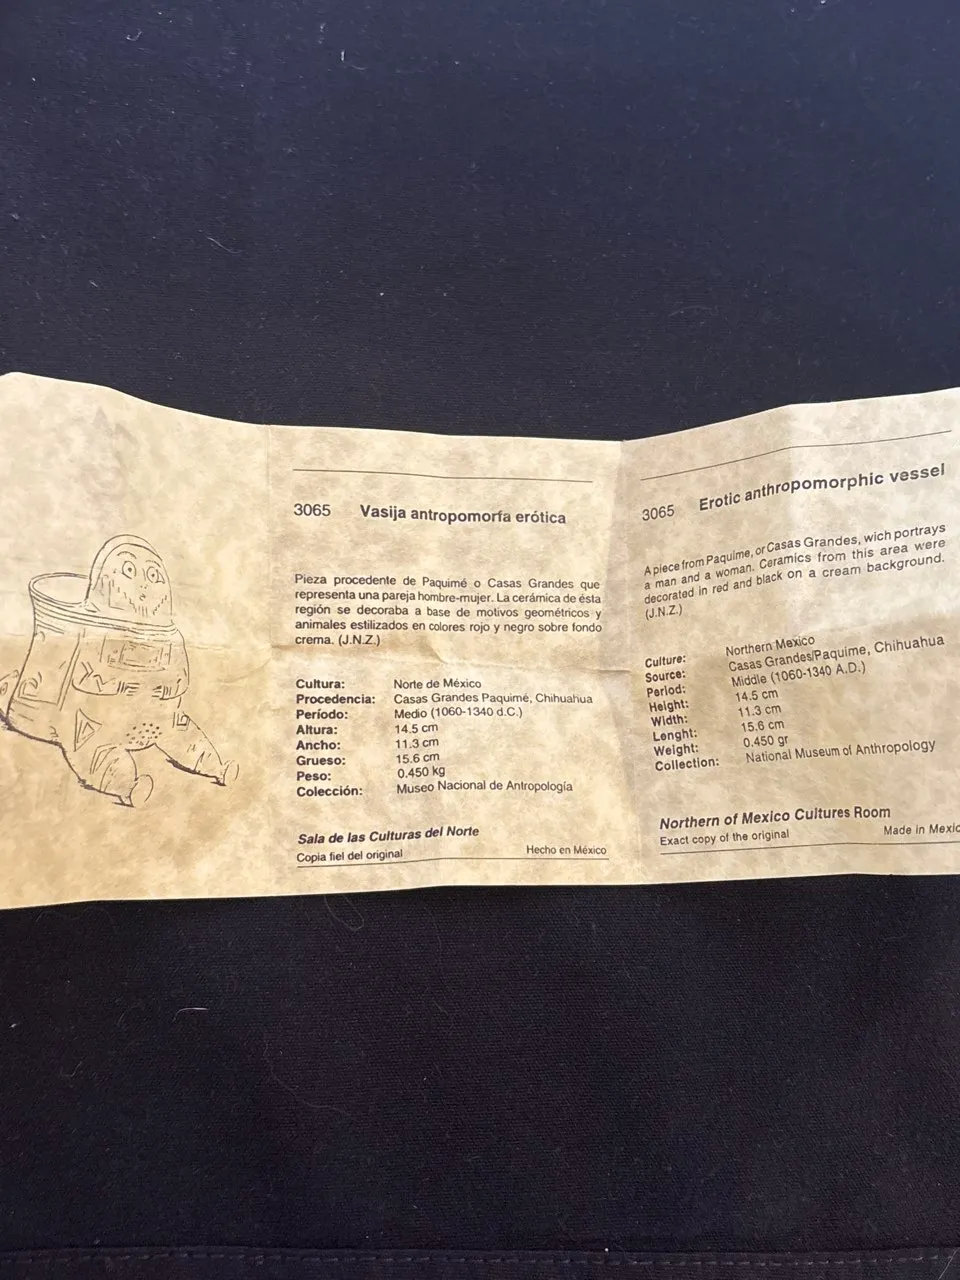 3065 Vasija antropomorfa erótica
Pieza procedente de Paquimé o Casas Grandes que
representa una pareja hombre-mujer. La cerámica de ésta
región se decoraba a base de motivos geométricos y
animales estilizados en colores rojo y negro sobre fondo
crema. (J.N.Z.)
Cultura: Norte de México
Procedencia: Casas Grandes Paquimé, Chihuahua
Período: Medio (1060-1340 d.C.)
Altura: 14.5 cm
Ancho: 11.3 cm
Grueso: 15.6 cm
Peso: 0.450 kg
Colección: Museo Nacional de Antropología
Sala de las Culturas del Norte
Copia fiel del original Hecho en México
3065 Erotic anthropomorphic vessel
A piece from Paquime, or Casas Grandes, wich portrays
a man and a woman. Ceramics from this area were
decorated in red and black on a cream background.
(J.N.Z.)
Culture: Northern Mexico
Source: Casas Grandes/Paquime, Chihuahua
Period: Middle (1060-1340 A.D.)
Height: 14.5 cm
Width: 11.3 cm
Lenght: 15.6 cm
Weight: 0.450 gr
Collection: National Museum of Anthropology
Northern of Mexico Cultures Room
Exact copy of the original Made in Mexic